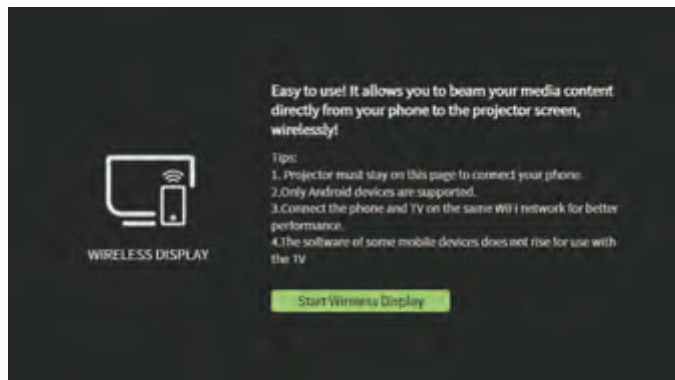 Easy to use! It allows you to beam your media content
directly from your phone to the projector screen,
wirelessly!
Tips:
1. Projector must stay on this page to connect your phone.
2.Only Android devices are supported.
3.Connect the phone and TV on the same WiFi network for better
performance.
4.The software of some mobile devices does not rise for use with
the TV
WIRELESS DISPLAY
Start Wireless Display